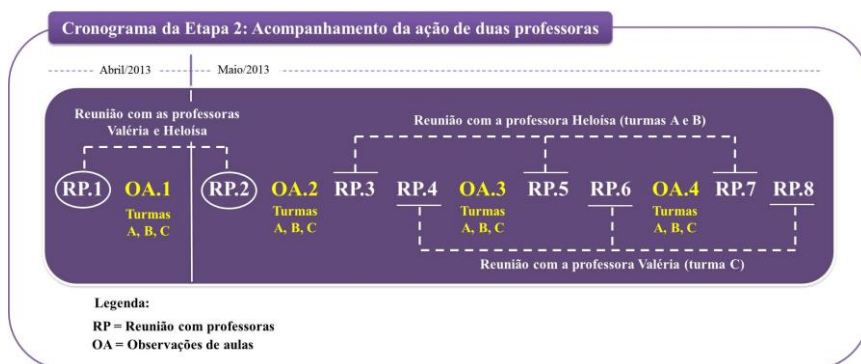 Cronograma da Etapa 2: Acompanhamento da ação de duas professoras
Abril/2013
Maio/2013
Reunião com as professoras
Valéria e Heloísa
Reunião com a professora Heloísa (turmas A e B)
RP.1 OA.1 RP.2 OA.2 RP.3 RP.4 OA.3 RP.5 RP.6 OA.4 RP.7 RP.8
Turmas Turmas Turmas Turmas
A, B, C A, B, C A, B, C A, B, C
Reunião com a professora Valéria (turma C)
Legenda:
RP = Reunião com professoras
OA = Observações de aulas